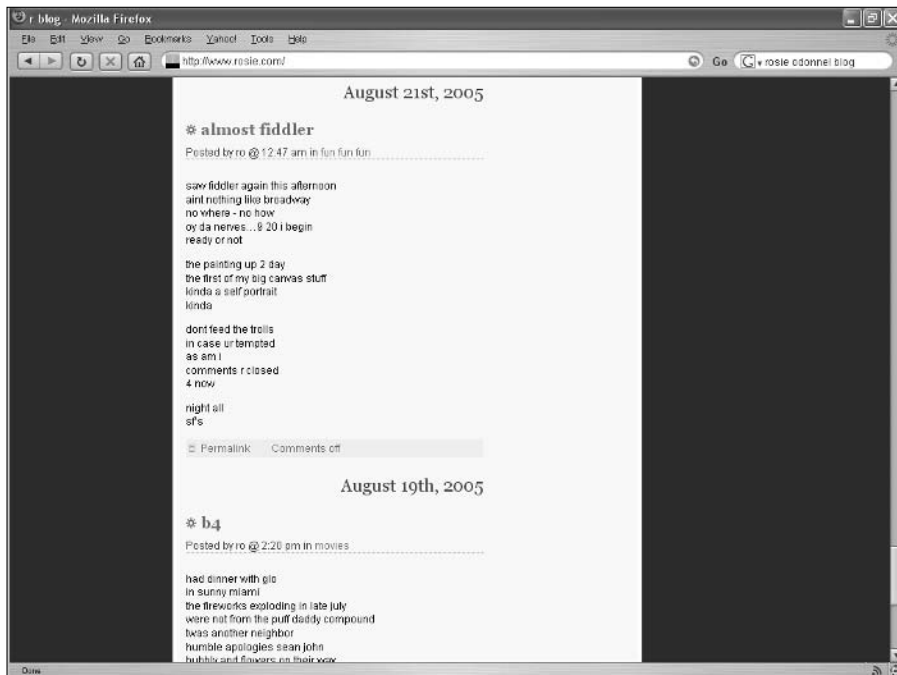 r blog - Mozilla Firefox
File Edit View Go Bookmarks Yahoo! Tools Help
http://www.rosie.com/ Go rosie odonnel blog
August 21st, 2005
almost fiddler
Posted by ro @ 12:47 am in fun fun fun
saw fiddler again this afternoon
aint nothing like broadway
no where - no how
oy da nerves...9 20 i begin
ready or not
the painting up 2 day
the first of my big canvas stuff
kinda a self portrait
kinda
dont feed the trolls
in case ur tempted
as am i
comments r closed
4 now
night all
sf's
Permalink Comments off
August 19th, 2005
b4
Posted by ro @ 2:20 pm in movies
had dinner with glo
in sunny miami
the fireworks exploding in late july
were not from the puff daddy compound
twas another neighbor
humble apologies sean john
bubbly and flowers on their way
Done